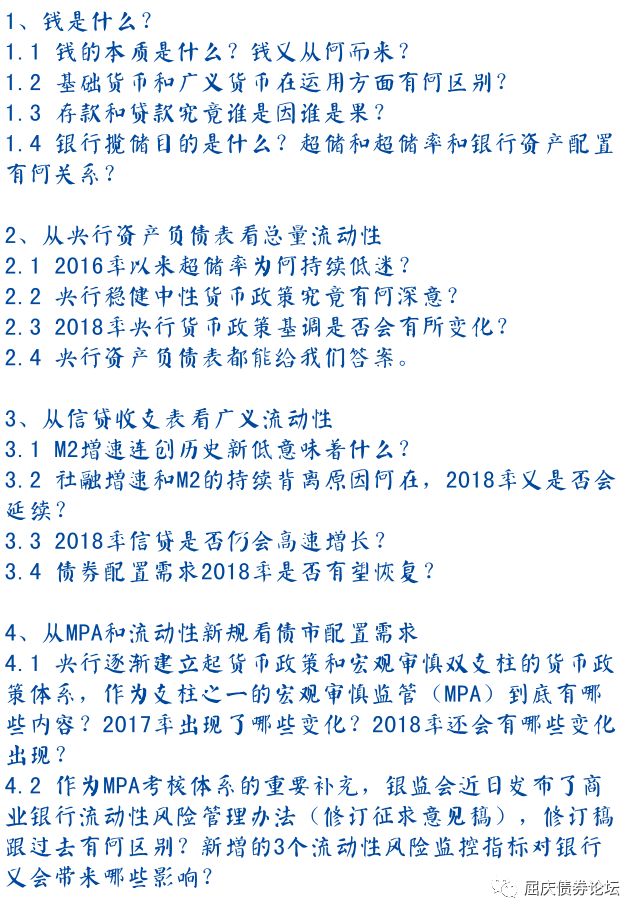 1、钱是什么？
1.1 钱的本质是什么？钱又从何而来？
1.2 基础货币和广义货币在运用方面有何区别？
1.3 存款和贷款究竟谁是因谁是果？
1.4 银行揽储目的是什么？超储和超储率和银行资产配置
有何关系？
2、从央行资产负债表看总量流动性
2.1 2016年以来超储率为何持续低迷？
2.2 央行稳健中性货币政策究竟有何深意？
2.3 2018年央行货币政策基调是否会有所变化？
2.4 央行资产负债表都能给我们答案。
3、从信贷收支表看广义流动性
3.1 M2增速连创历史新低意味着什么？
3.2 社融增速和M2的持续背离原因何在，2018年又是否会
延续？
3.3 2018年信贷是否仍会高速增长？
3.4 债券配置需求2018年是否有望恢复？
4、从MPA和流动性新规看债市配置需求
4.1 央行逐渐建立起货币政策和宏观审慎双支柱的货币政
策体系，作为支柱之一的宏观审慎监管（MPA）到底有哪
些内容？2017年出现了哪些变化？2018年还会有哪些变化
出现？
4.2 作为MPA考核体系的重要补充，银监会近日发布了商
业银行流动性风险管理办法（修订征求意见稿），修订稿
跟过去有何区别？新增的3个流动性风险监控指标对银行
又会带来哪些影响？
屈庆债券论坛